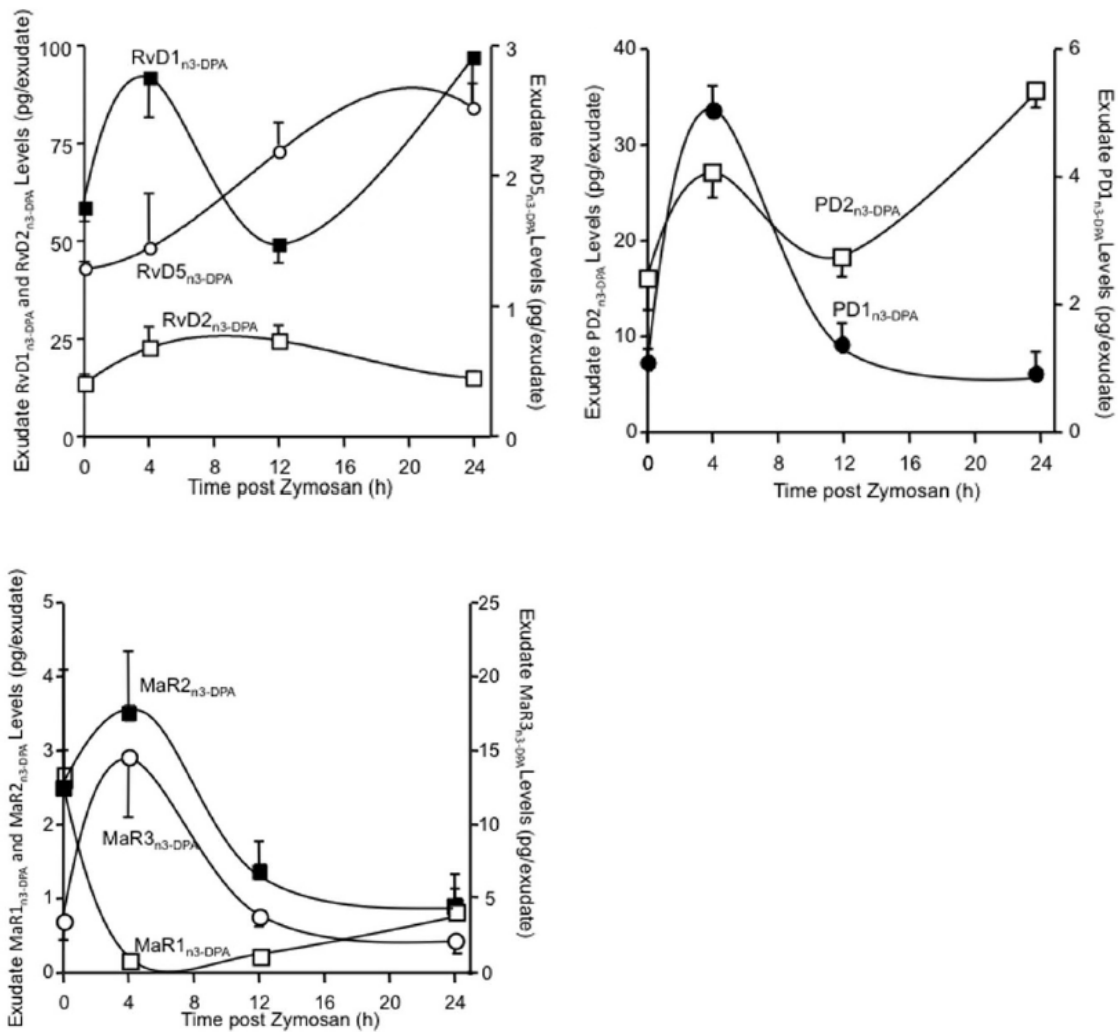 Exudate RvD1n3-DPA and RvD2n3-DPA Levels (pg/exudate)
100
75
50
25
0
RvD1n3-DPA
RvD5n3-DPA
RvD2n3-DPA
3
2
1
0
Exudate RvD5n3-DPA Levels (pg/exudate)
0 4 8 12 16 20 24
Time post Zymosan (h)
Exudate PD2n3-DPA Levels (pg/exudate)
40
30
20
10
0
PD2n3-DPA
PD1n3-DPA
6
4
2
0
Exudate PD1n3-DPA Levels (pg/exudate)
0 4 8 12 16 20 24
Time post Zymosan (h)
Exudate MaR1n3-DPA and MaR2n3-DPA Levels (pg/exudate)
5
4
3
2
1
0
MaR2n3-DPA
MaR3n3-DPA
MaR1n3-DPA
25
20
15
10
5
0
Exudate MaR3n3-DPA Levels (pg/exudate)
0 4 8 12 16 20 24
Time post Zymosan (h)